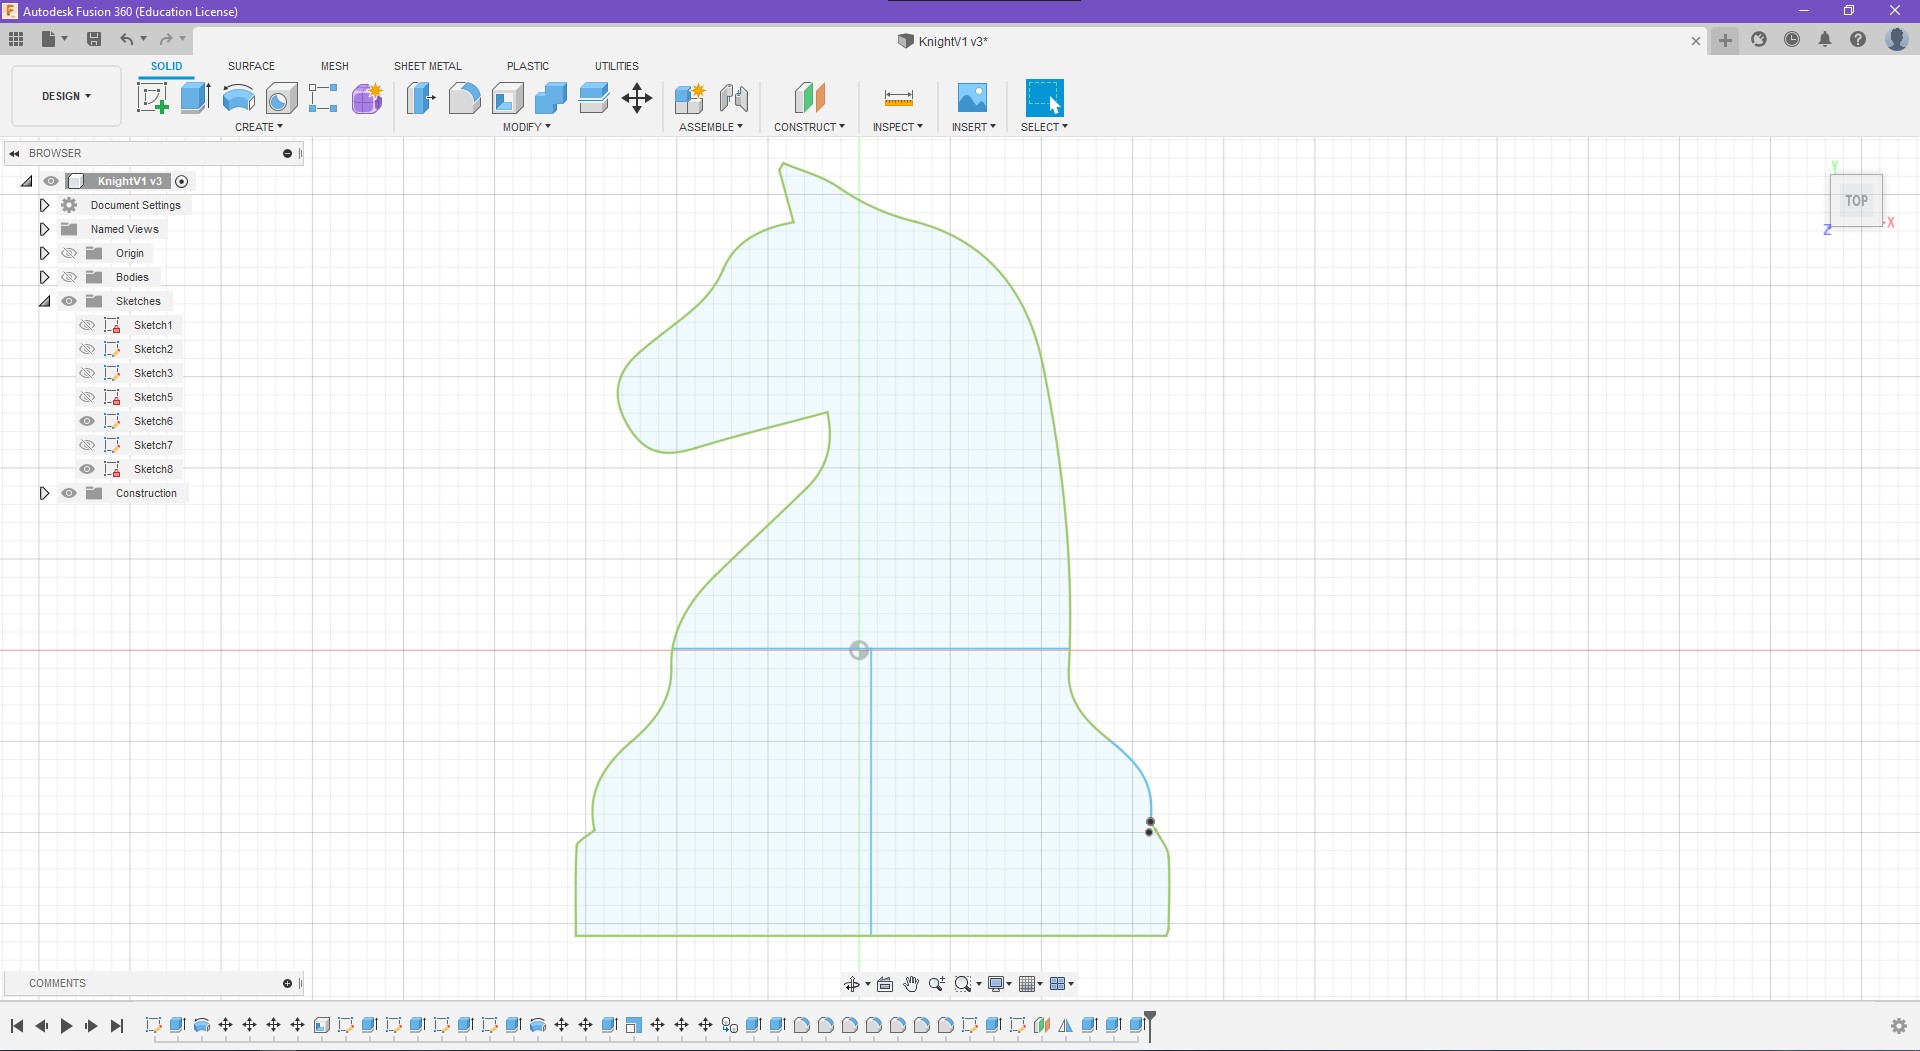 Autodesk Fusion 360 (Education License)
KnightV1 v3*
DESIGN
SOLID
SURFACE
MESH
SHEET METAL
PLASTIC
UTILITIES
CREATE
MODIFY
ASSEMBLE
CONSTRUCT
INSPECT
INSERT
SELECT
BROWSER
KnightV1 v3
Document Settings
Named Views
Origin
Bodies
Sketches
Sketch1
Sketch2
Sketch3
Sketch5
Sketch6
Sketch7
Sketch8
Construction
Y
TOP
X
Z
COMMENTS